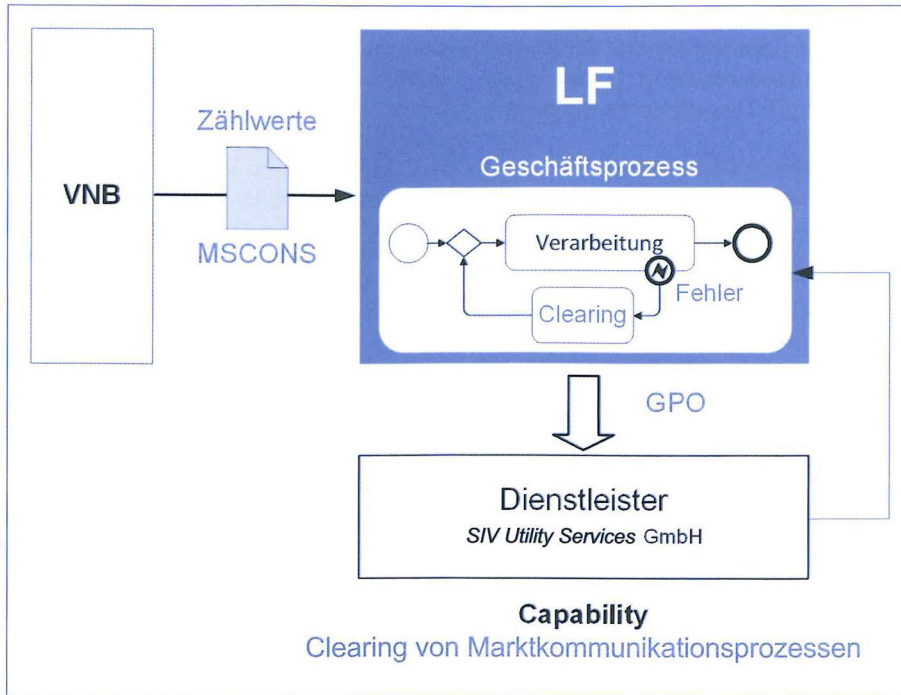 VNB
Zählwerte
MSCONS
LF
Geschäftsprozess
Verarbeitung
Fehler
Clearing
GPO
Dienstleister
SIV Utility Services GmbH
Capability
Clearing von Marktkommunikationsprozessen